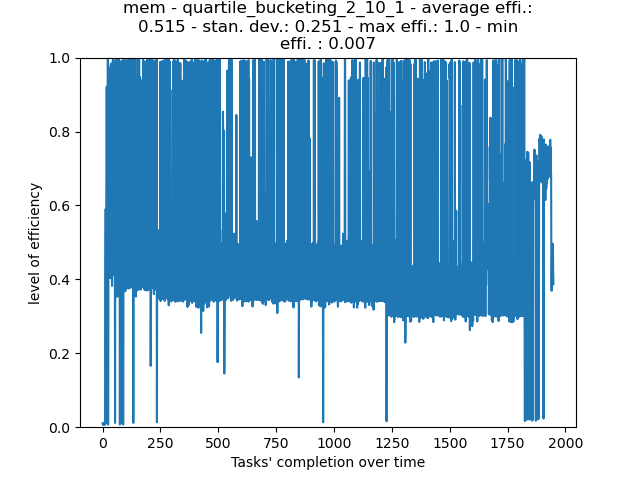 mem - quartile_bucketing_2_10_1 - average effi.:
0.515 - stan. dev.: 0.251 - max effi.: 1.0 - min
effi. : 0.007
1.0
0.8
0.6
0.4
0.2
0.0
level of efficiency
0 250 500 750 1000 1250 1500 1750 2000
Tasks' completion over time